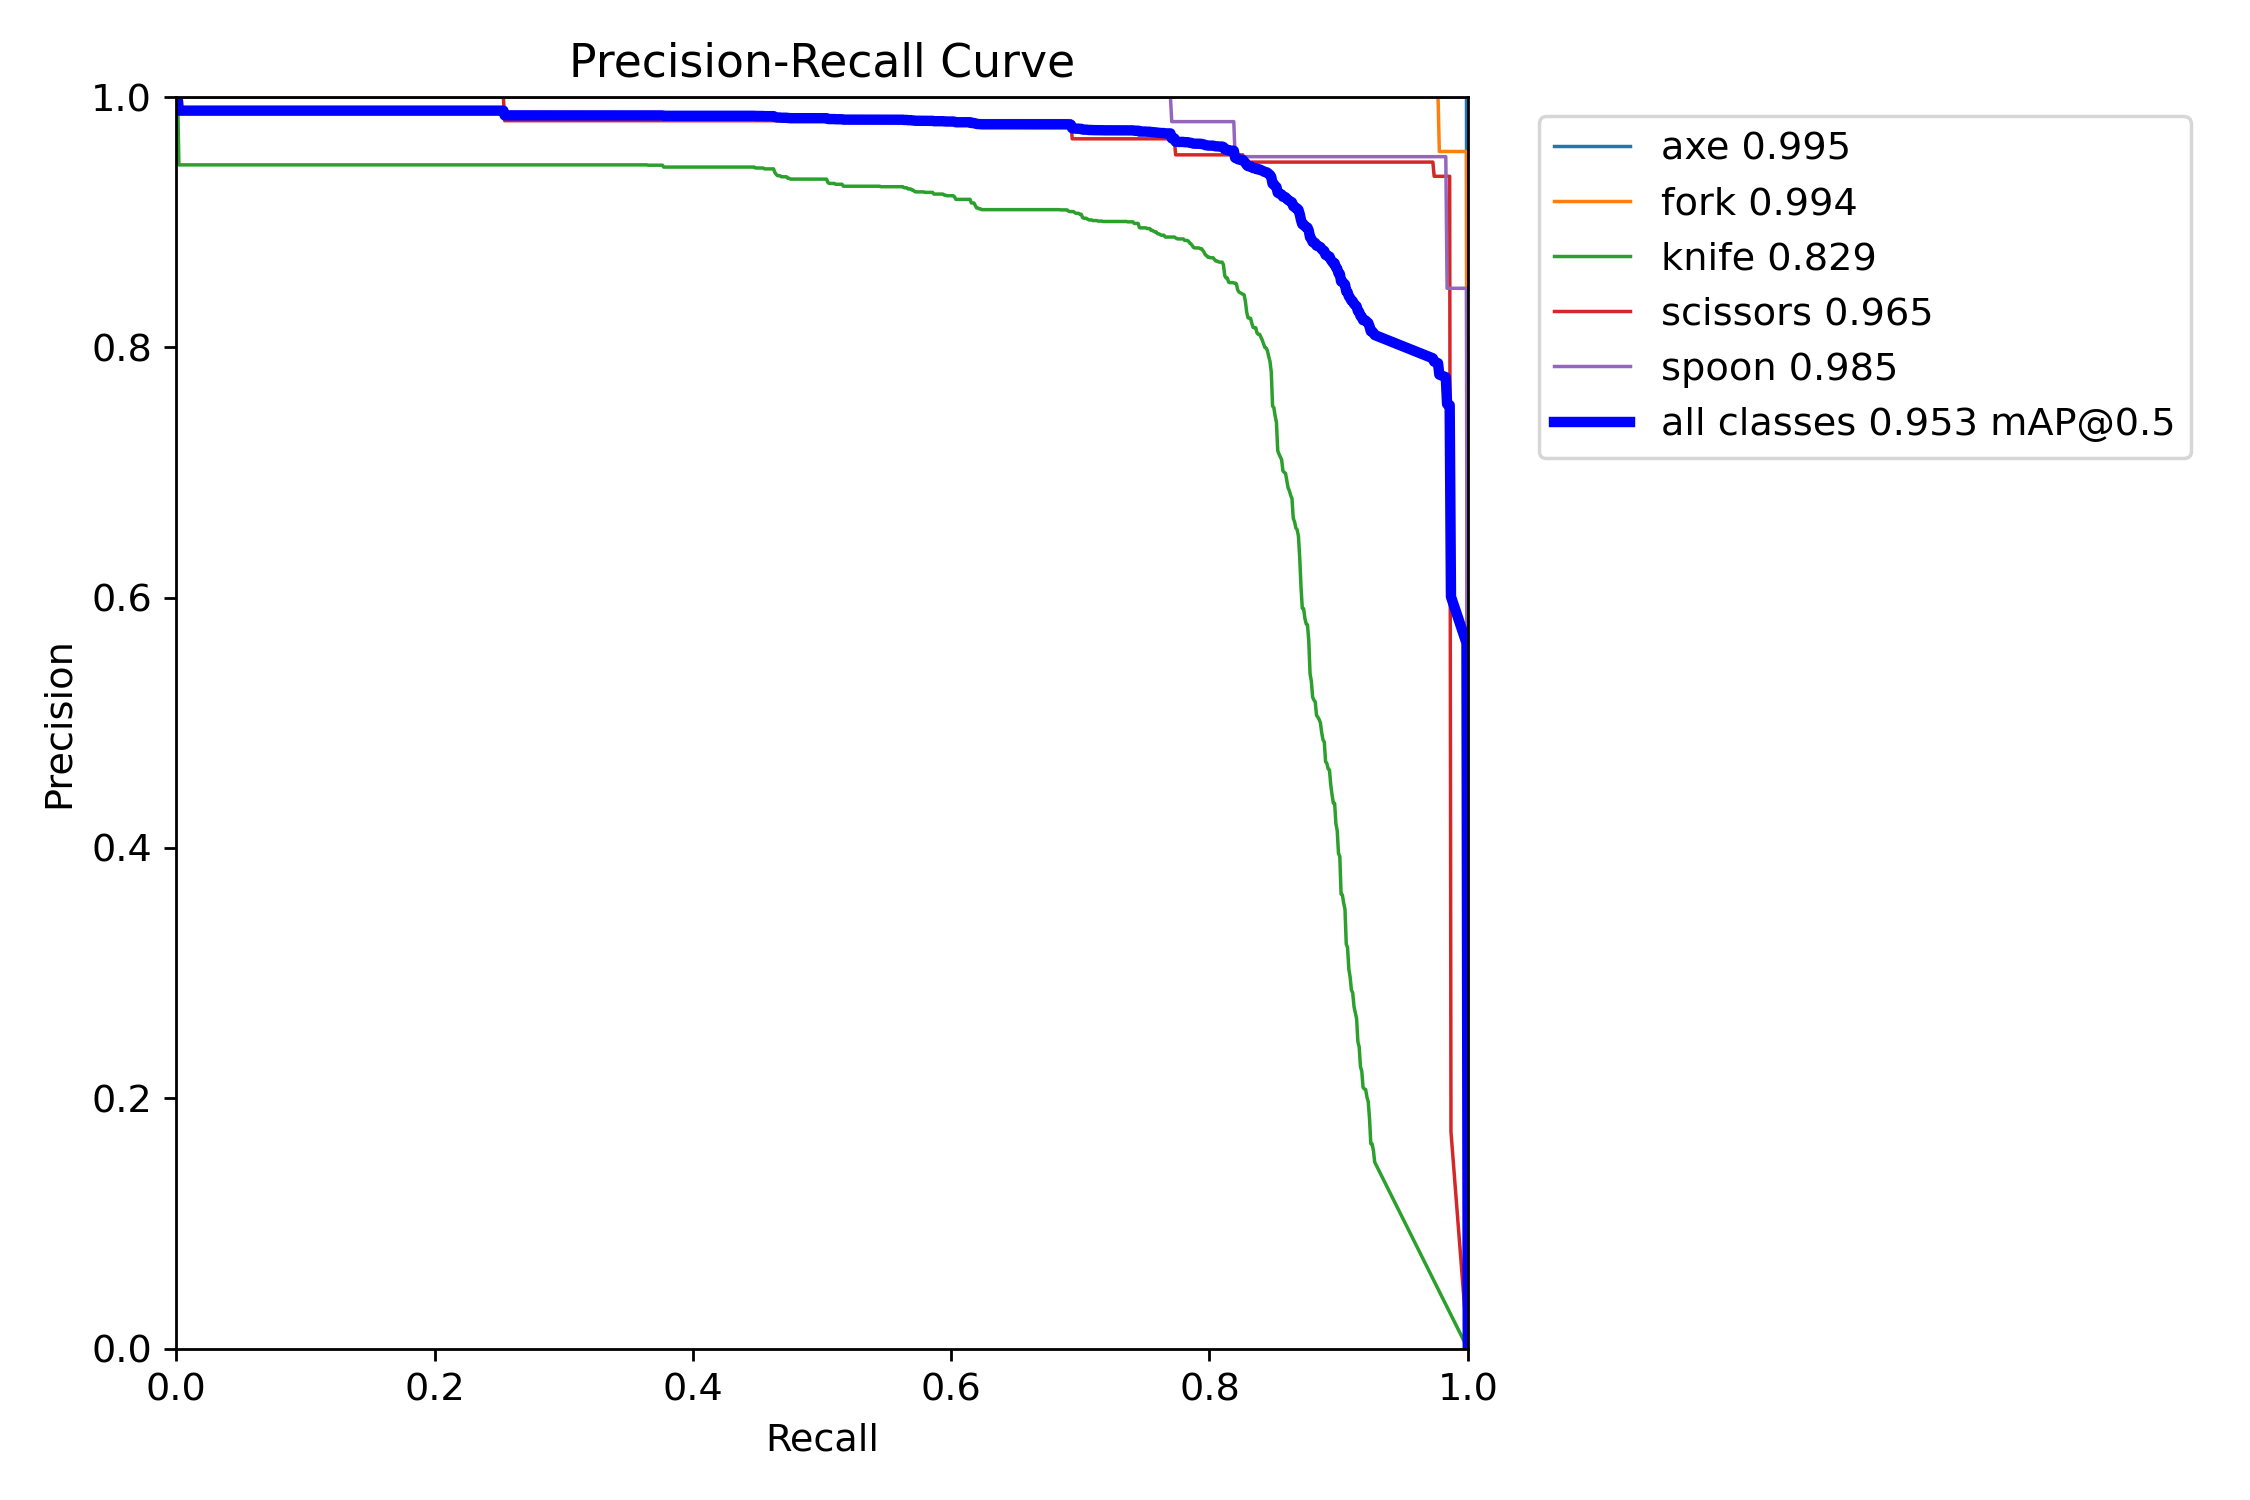 Precision-Recall Curve
1.0
0.8
0.6
0.4
0.2
0.0
Precision
0.0 0.2 0.4 0.6 0.8 1.0
Recall
axe 0.995
fork 0.994
knife 0.829
scissors 0.965
spoon 0.985
all classes 0.953 mAP@0.5